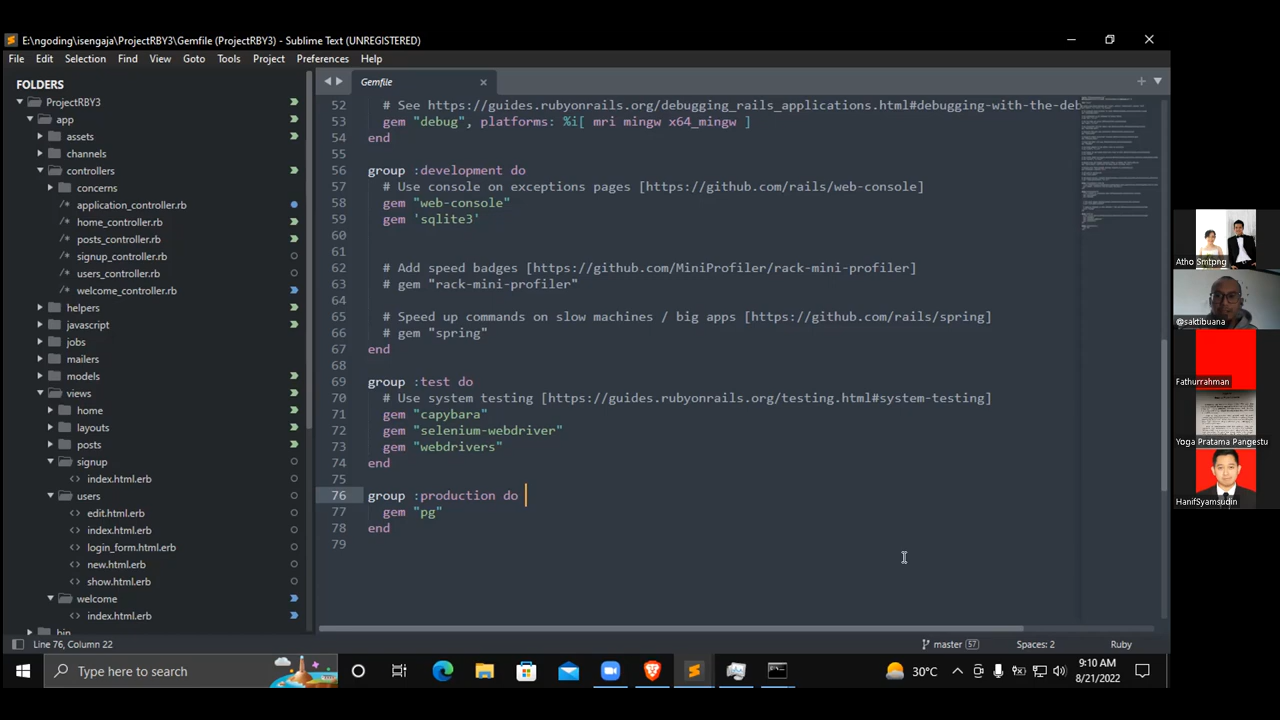 E:\ngoding\isengaja\ProjectRBY3\Gemfile (ProjectRBY3) - Sublime Text (UNREGISTERED)
File Edit Selection Find View Goto Tools Project Preferences Help
FOLDERS
ProjectRBY3
app
assets
channels
controllers
concerns
application_controller.rb
home_controller.rb
posts_controller.rb
signup_controller.rb
users_controller.rb
welcome_controller.rb
helpers
javascript
jobs
mailers
models
views
home
layouts
posts
signup
index.html.erb
users
edit.html.erb
index.html.erb
login_form.html.erb
new.html.erb
show.html.erb
welcome
index.html.erb
bin
Gemfile
52 # See https://guides.rubyonrails.org/debugging_rails_applications.html#debugging-with-the-deb
53 gem "debug", platforms: %i[ mri mingw x64_mingw ]
54 end
55
56 group :development do
57 # Use console on exceptions pages [https://github.com/rails/web-console]
58 gem "web-console"
59 gem 'sqlite3'
60
61
62 # Add speed badges [https://github.com/MiniProfiler/rack-mini-profiler]
63 # gem "rack-mini-profiler"
64
65 # Speed up commands on slow machines / big apps [https://github.com/rails/spring]
66 # gem "spring"
67 end
68
69 group :test do
70 # Use system testing [https://guides.rubyonrails.org/testing.html#system-testing]
71 gem "capybara"
72 gem "selenium-webdriver"
73 gem "webdrivers"
74 end
75
76 group :production do
77 gem "pg"
78 end
79
Atho Smtpng
@saktibuana
Fathurrahman
Yoga Pratama Pangestu
HanifSyamsudin
Line 76, Column 22
master 57
Spaces: 2
Ruby
Type here to search
30°C
9:10 AM
8/21/2022